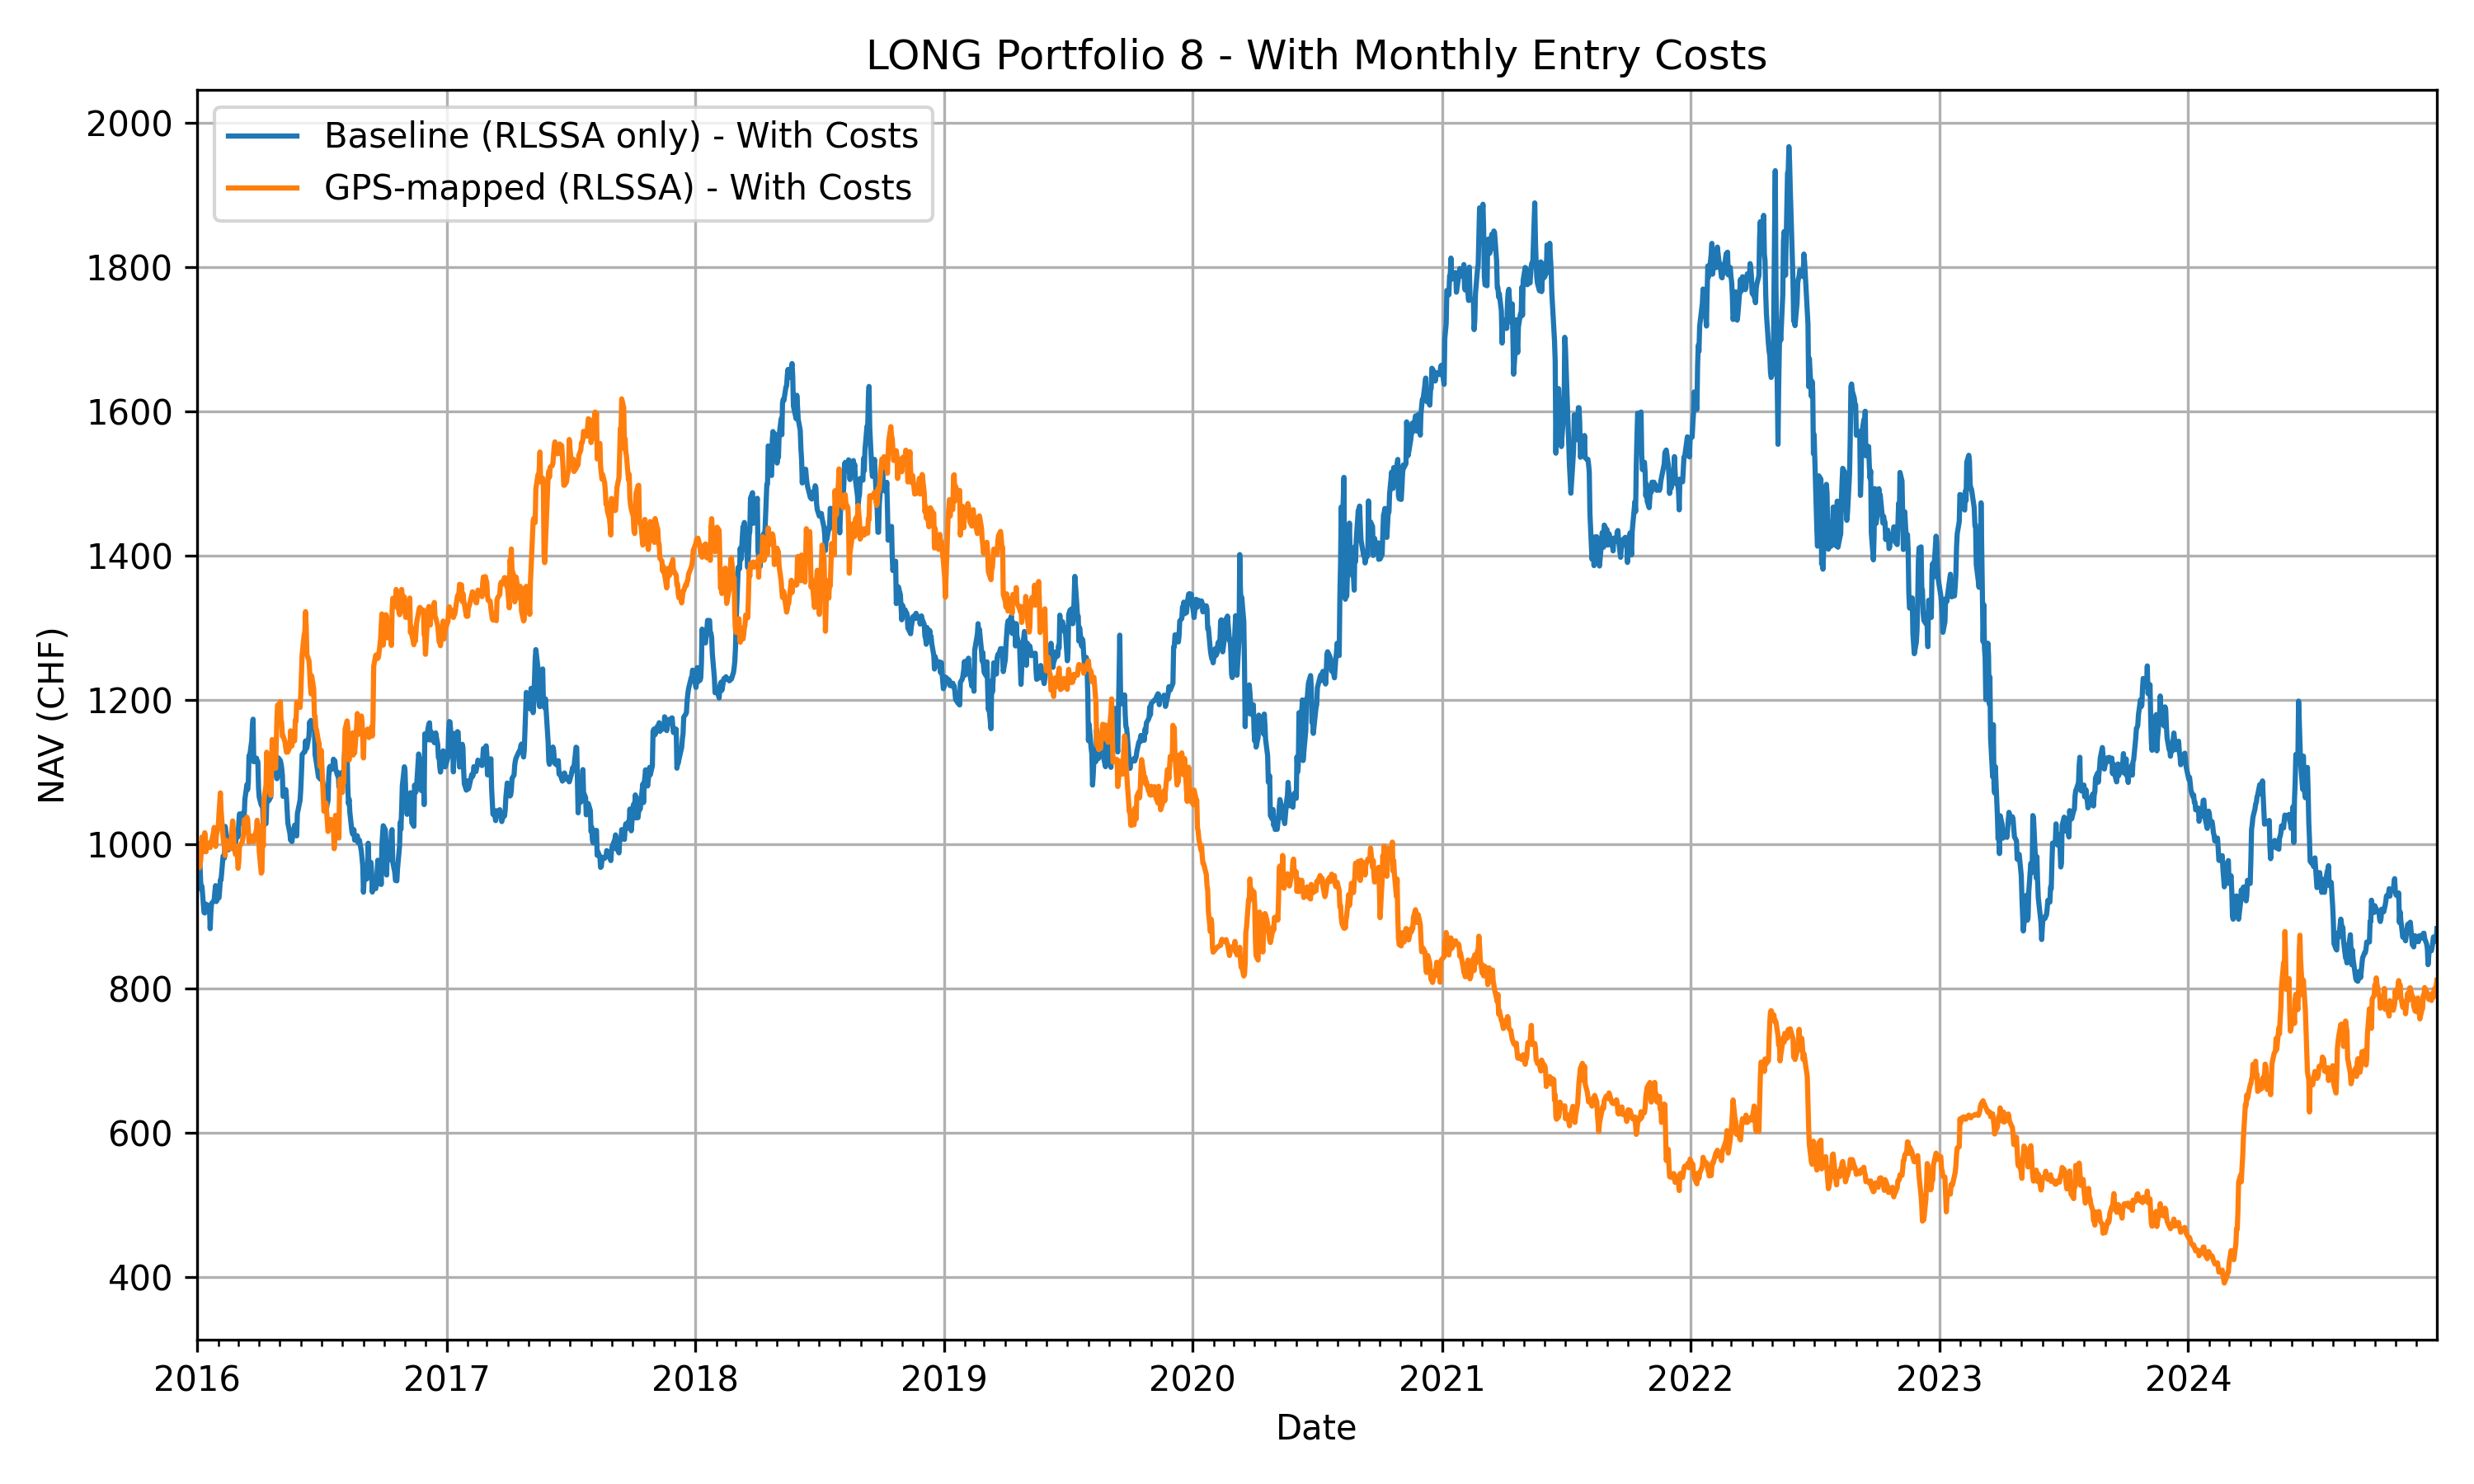 LONG Portfolio 8 - With Monthly Entry Costs
Baseline (RLSSA only) - With Costs
GPS-mapped (RLSSA) - With Costs
NAV (CHF)
2000
1800
1600
1400
1200
1000
800
600
400
2016 2017 2018 2019 2020 2021 2022 2023 2024
Date